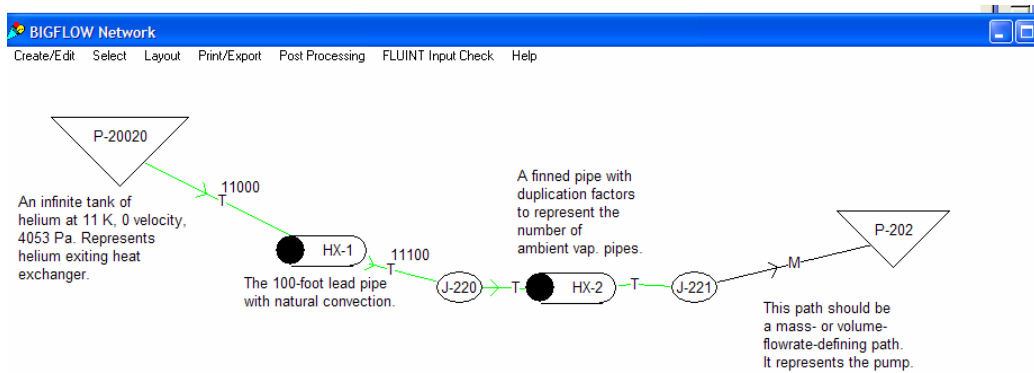 BIGFLOW Network
Create/Edit Select Layout Print/Export Post Processing FLUINT Input Check Help
P-20020
11000
T
An infinite tank of
helium at 11 K, 0 velocity,
4053 Pa. Represents
helium exiting heat
exchanger.
HX-1
The 100-foot lead pipe
with natural convection.
11100
T
J-220
T
A finned pipe with
duplication factors
to represent the
number of
ambient vap. pipes.
HX-2
T
J-221
M
P-202
This path should be
a mass- or volume-
flowrate-defining path.
It represents the pump.